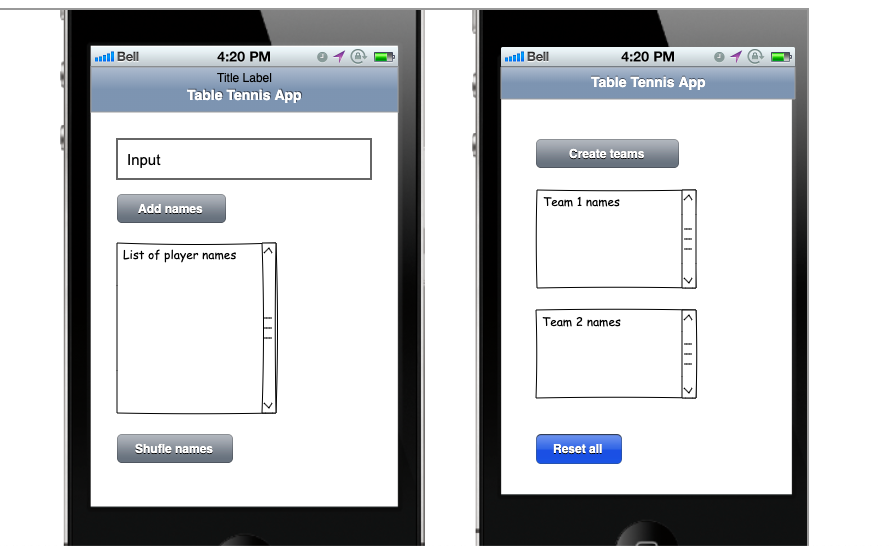 Bell 4:20 PM
Title Label
Table Tennis App
Input
Add names
List of player names
Shufle names
Bell 4:20 PM
Table Tennis App
Create teams
Team 1 names
Team 2 names
Reset all